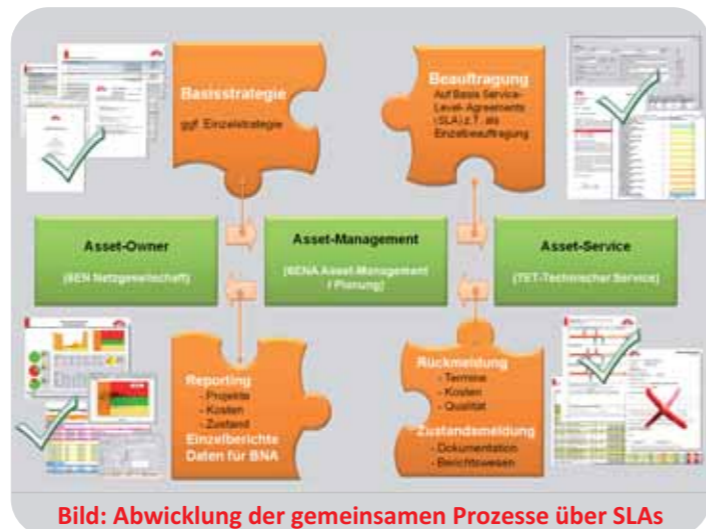 Basisstrategie
ggf. Einzelstrategie
Beauftragung
Auf Basis Service-
Level-Agreements
(SLA) z.T. als
Einzelbeauftragung
Asset-Owner
(SEN Netzgesellschaft)
Asset-Management
(SENA Asset-Management
/ Planung)
Asset-Service
(TET-Technischer Service)
Reporting
- Projekte
- Kosten
- Zustand
Einzelberichte
Daten für BNA
Rückmeldung
- Termine
- Kosten
- Qualität
Zustandsmeldung
- Dokumentation
- Berichtswesen
Bild: Abwicklung der gemeinsamen Prozesse über SLAs